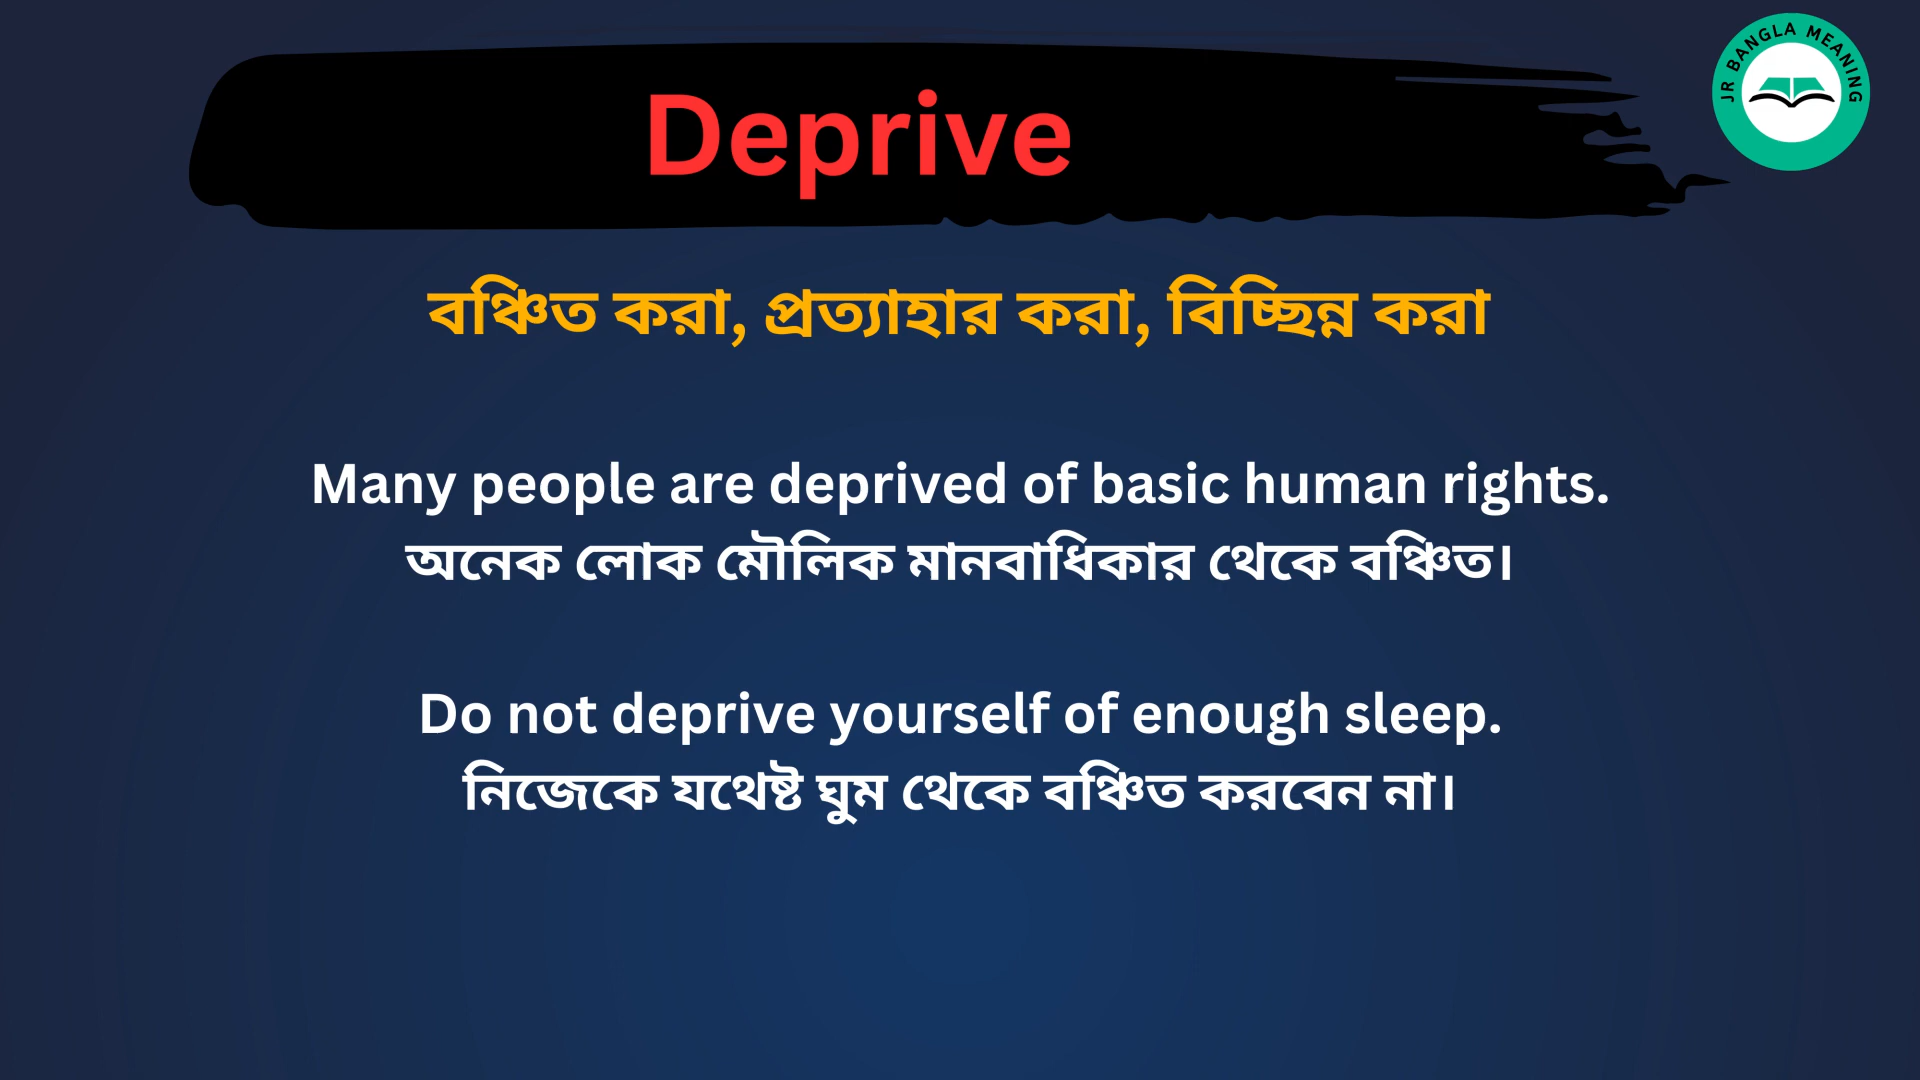 JR BANGLA MEANING
Deprive
বঞ্চিত করা, প্রত্যাহার করা, বিচ্ছিন্ন করা
Many people are deprived of basic human rights.
অনেক লোক মৌলিক মানবাধিকার থেকে বঞ্চিত।
Do not deprive yourself of enough sleep.
নিজেকে যথেষ্ট ঘুম থেকে বঞ্চিত করবেন না।